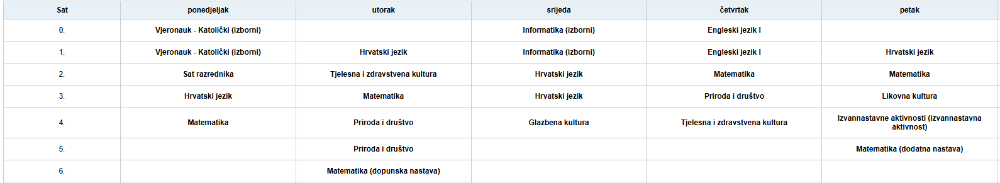 Sat ponedjeljak utorak srijeda četvrtak petak
0. Vjeronauk - Katolički (izborni) Informatika (izborni) Engleski jezik I
1. Vjeronauk - Katolički (izborni) Hrvatski jezik Informatika (izborni) Engleski jezik I Hrvatski jezik
2. Sat razrednika Tjelesna i zdravstvena kultura Hrvatski jezik Matematika Matematika
3. Hrvatski jezik Matematika Hrvatski jezik Priroda i društvo Likovna kultura
4. Matematika Priroda i društvo Glazbena kultura Tjelesna i zdravstvena kultura Izvannastavne aktivnosti (izvannastavna
aktivnost)
5. Priroda i društvo Matematika (dodatna nastava)
6. Matematika (dopunska nastava)